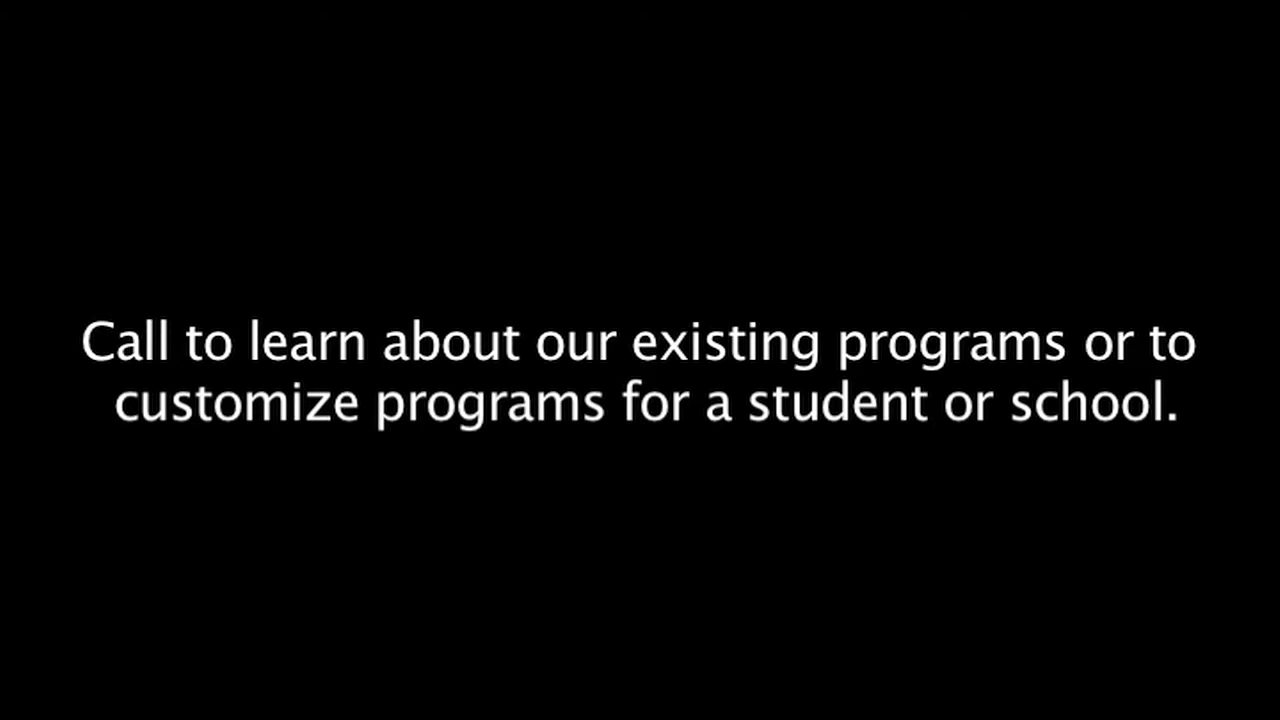 Call to learn about our existing programs or to
customize programs for a student or school.